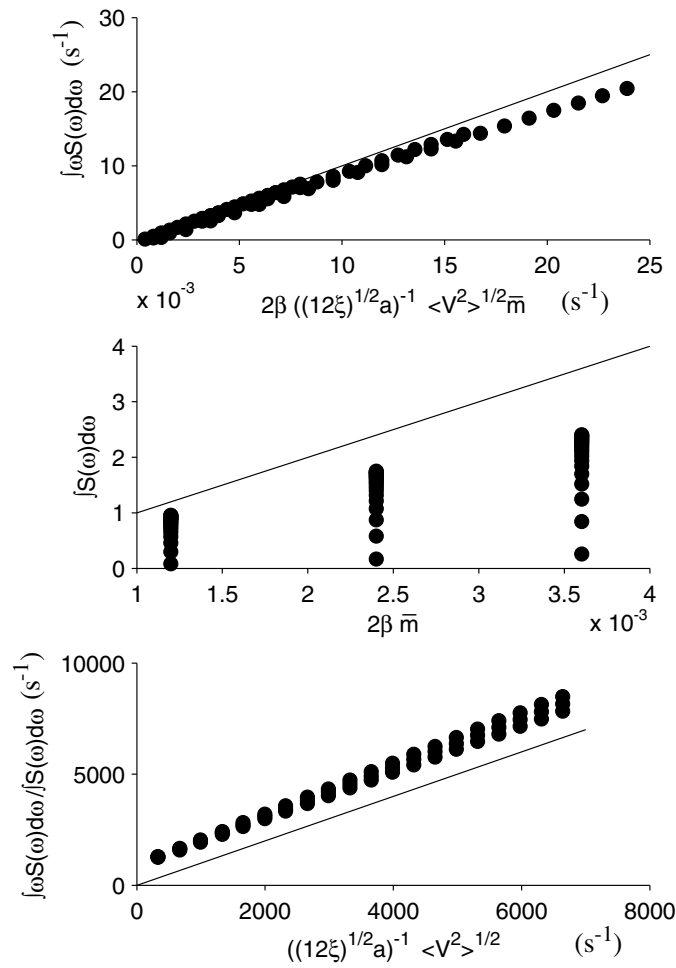 ∫ωS(ω)dω (s⁻¹)
30
20
10
0
0 5 10 15 20 25
x 10⁻³
2β ((12ξ)^{1/2}a)⁻¹ <V²>^{1/2}m̅ (s⁻¹)
∫S(ω)dω
4
3
2
1
0
1 1.5 2 2.5 3 3.5 4
2β m̅
x 10⁻³
∫ωS(ω)dω/∫S(ω)dω (s⁻¹)
10000
5000
0
0 2000 4000 6000 8000
((12ξ)^{1/2}a)⁻¹ <V²>^{1/2} (s⁻¹)